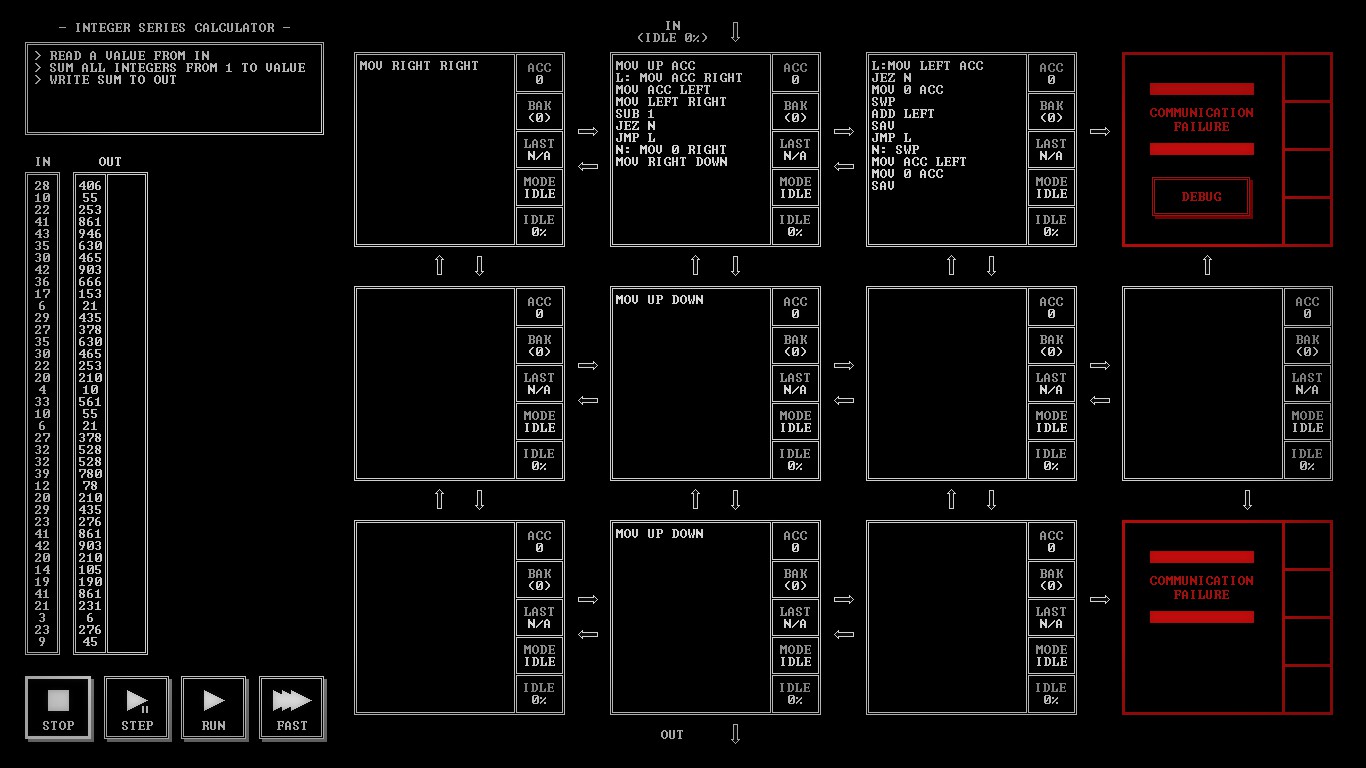 - INTEGER SERIES CALCULATOR -
> READ A VALUE FROM IN
> SUM ALL INTEGERS FROM 1 TO VALUE
> WRITE SUM TO OUT
IN OUT
28 406
10 55
22 253
41 861
43 946
35 630
30 465
42 903
36 666
17 153
6 21
29 435
27 378
35 630
30 465
22 253
20 210
4 10
33 561
10 55
6 21
27 378
32 528
32 528
39 780
12 78
20 210
29 435
23 276
41 861
42 903
20 210
14 105
19 190
41 861
21 231
3 6
23 276
9 45
STOP
STEP
RUN
FAST
IN
(IDLE 0%)
MOV RIGHT RIGHT
ACC
0
BAK
(0)
LAST
N/A
MODE
IDLE
IDLE
0%
MOV UP ACC
L: MOV ACC RIGHT
MOV ACC LEFT
MOV LEFT RIGHT
SUB 1
JEZ N
JMP L
N: MOV 0 RIGHT
MOV RIGHT DOWN
ACC
0
BAK
(0)
LAST
N/A
MODE
IDLE
IDLE
0%
L:MOV LEFT ACC
JEZ N
MOV 0 ACC
SWP
ADD LEFT
SAV
JMP L
N: SWP
MOV ACC LEFT
MOV 0 ACC
SAV
ACC
0
BAK
(0)
LAST
N/A
MODE
IDLE
IDLE
0%
COMMUNICATION
FAILURE
DEBUG
ACC
0
BAK
(0)
LAST
N/A
MODE
IDLE
IDLE
0%
MOV UP DOWN
ACC
0
BAK
(0)
LAST
N/A
MODE
IDLE
IDLE
0%
ACC
0
BAK
(0)
LAST
N/A
MODE
IDLE
IDLE
0%
ACC
0
BAK
(0)
LAST
N/A
MODE
IDLE
IDLE
0%
ACC
0
BAK
(0)
LAST
N/A
MODE
IDLE
IDLE
0%
MOV UP DOWN
ACC
0
BAK
(0)
LAST
N/A
MODE
IDLE
IDLE
0%
ACC
0
BAK
(0)
LAST
N/A
MODE
IDLE
IDLE
0%
COMMUNICATION
FAILURE
OUT